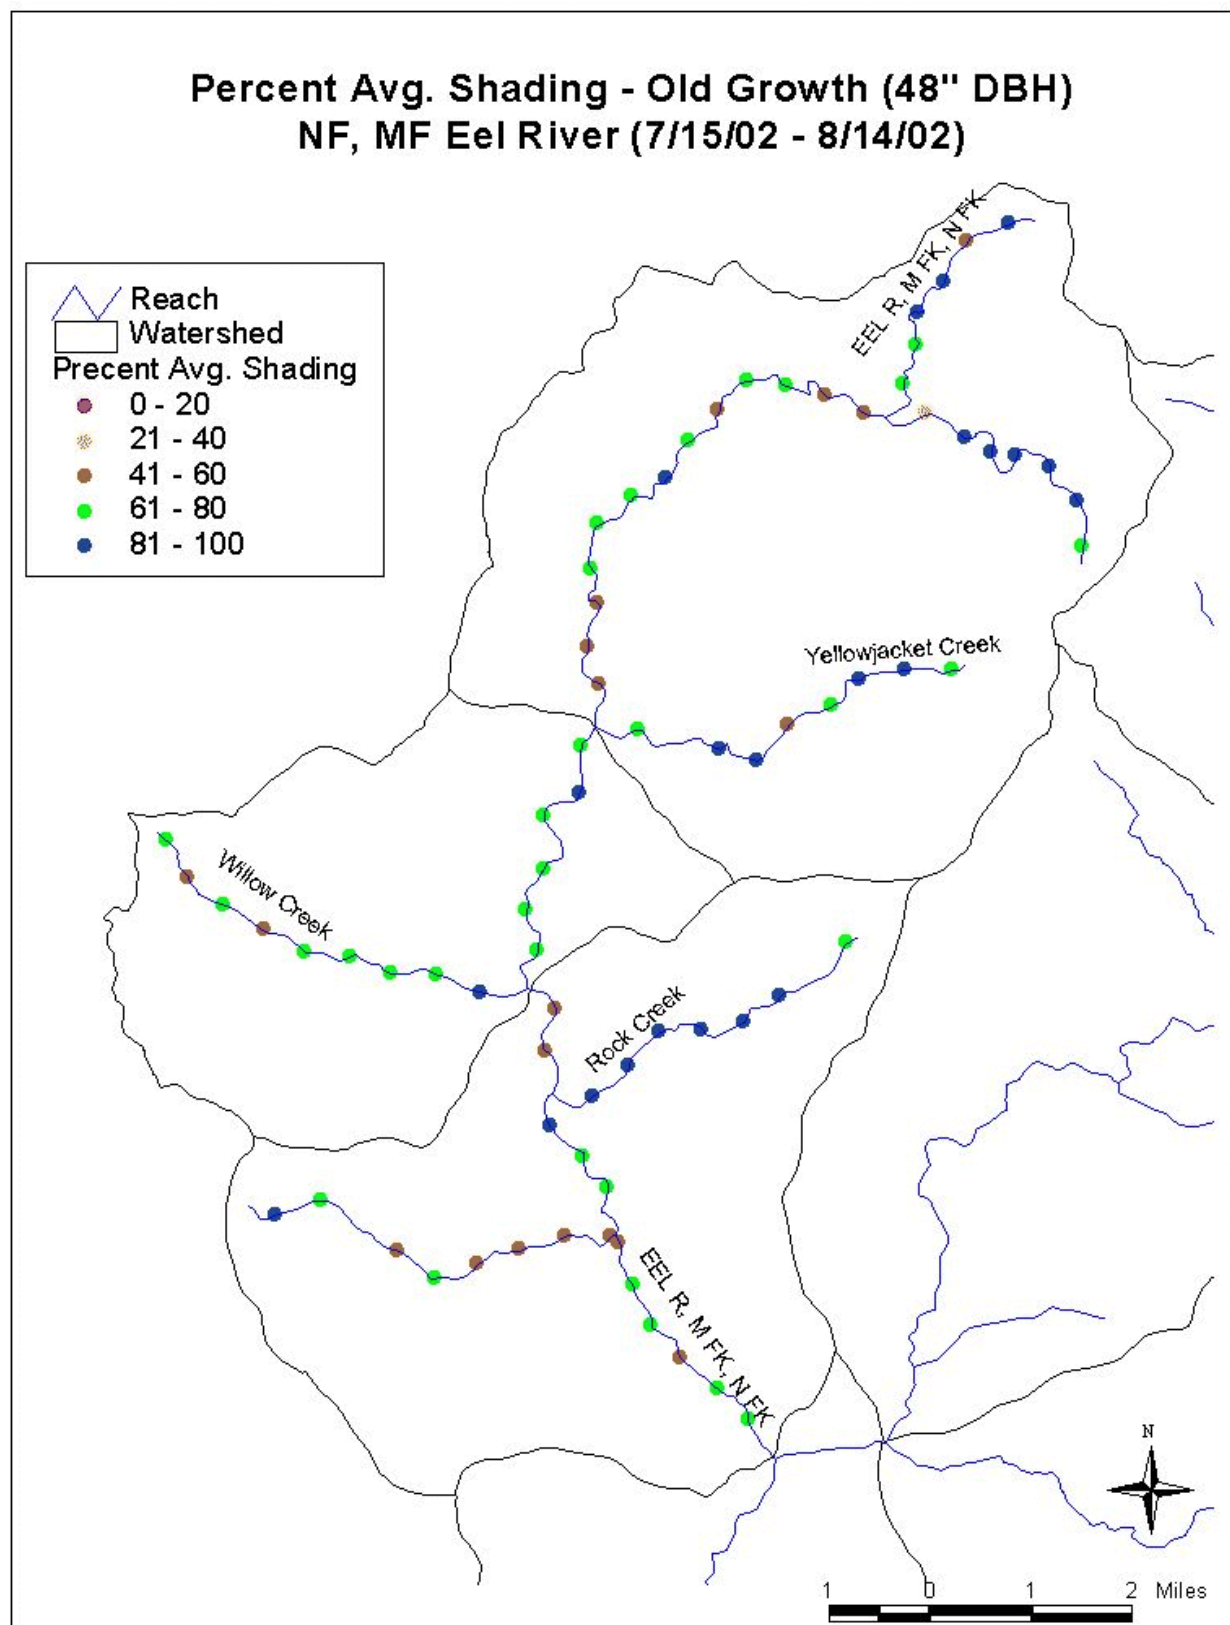 Percent Avg. Shading - Old Growth (48" DBH)
NF, MF Eel River (7/15/02 - 8/14/02)
EEL R, M FK, N FK
Reach
Watershed
Precent Avg. Shading
0 - 20
21 - 40
41 - 60
61 - 80
81 - 100
Yellowjacket Creek
Willow Creek
Rock Creek
EEL R, M FK, N FK
N
1 0 1 2 Miles